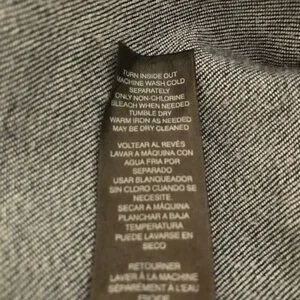 TURN INSIDE OUT
MACHINE WASH COLD
SEPARATELY
ONLY NON-CHLORINE
BLEACH WHEN NEEDED
TUMBLE DRY
WARM IRON AS NEEDED
MAY BE DRY CLEANED
VOLTEAR AL REVÉS
LAVAR A MÁQUINA CON
AGUA FRIA POR
SEPARADO
USAR BLANQUEADOR
SIN CLORO CUANDO SE
NECESITE
SECAR A MÁQUINA
PLANCHAR A BAJA
TEMPERATURA
PUEDE LAVARSE EN
SECO
RETOURNER
LAVER À LA MACHINE
SÉPARÉMENT À L'EAU
FROIDE